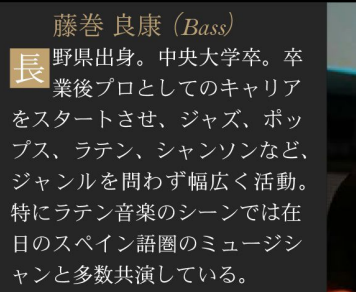 藤巻 良康（Bass）
長野県出身。中央大学卒。卒
業後プロとしてのキャリア
をスタートさせ、ジャズ、ポッ
プス、ラテン、シャンソンなど、
ジャンルを問わず幅広く活動。
特にラテン音楽のシーンでは在
日のスペイン語圏のミュージシ
ャンと多数共演している。